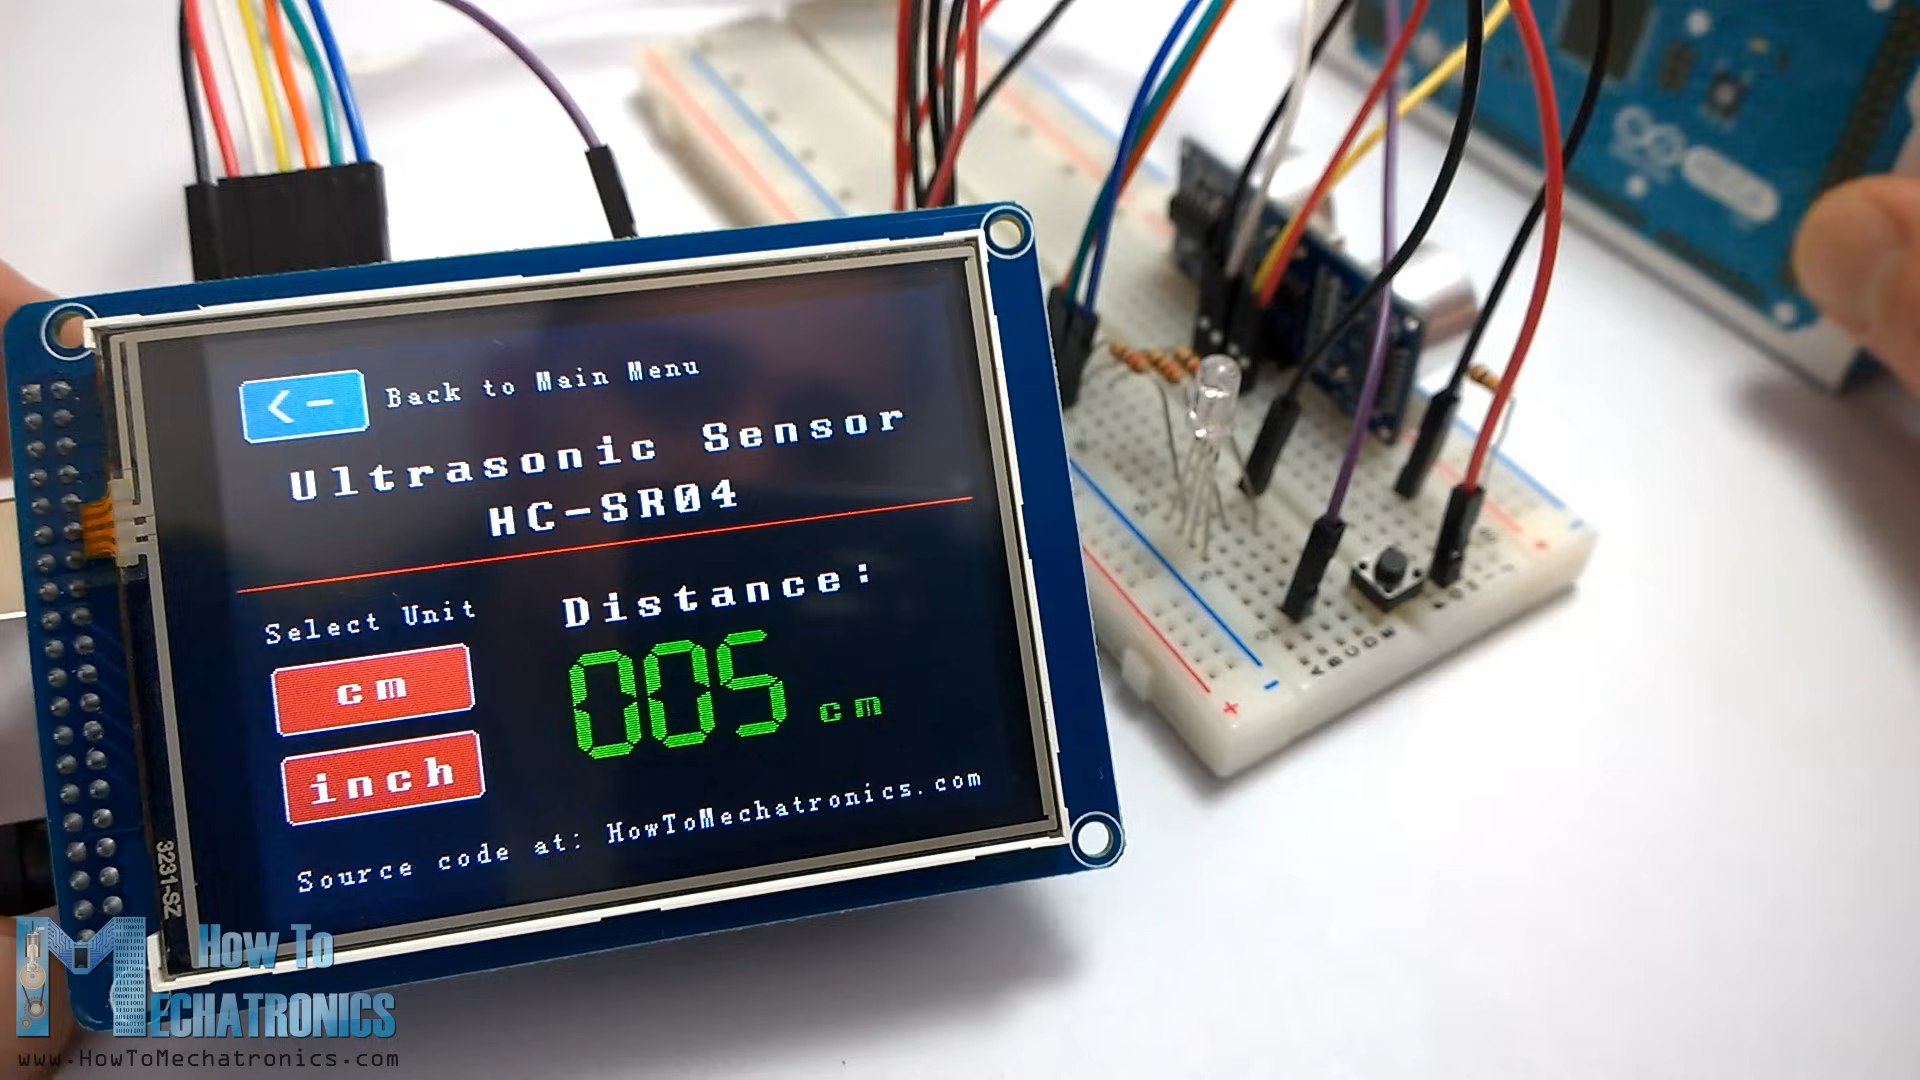 <- Back to Main Menu
Ultrasonic Sensor
HC-SR04
Select Unit
Distance:
cm
005 cm
inch
Source code at: HowToMechatronics.com
3231-SZ
+
How To
MECHATRONICS
www.HowToMechatronics.com